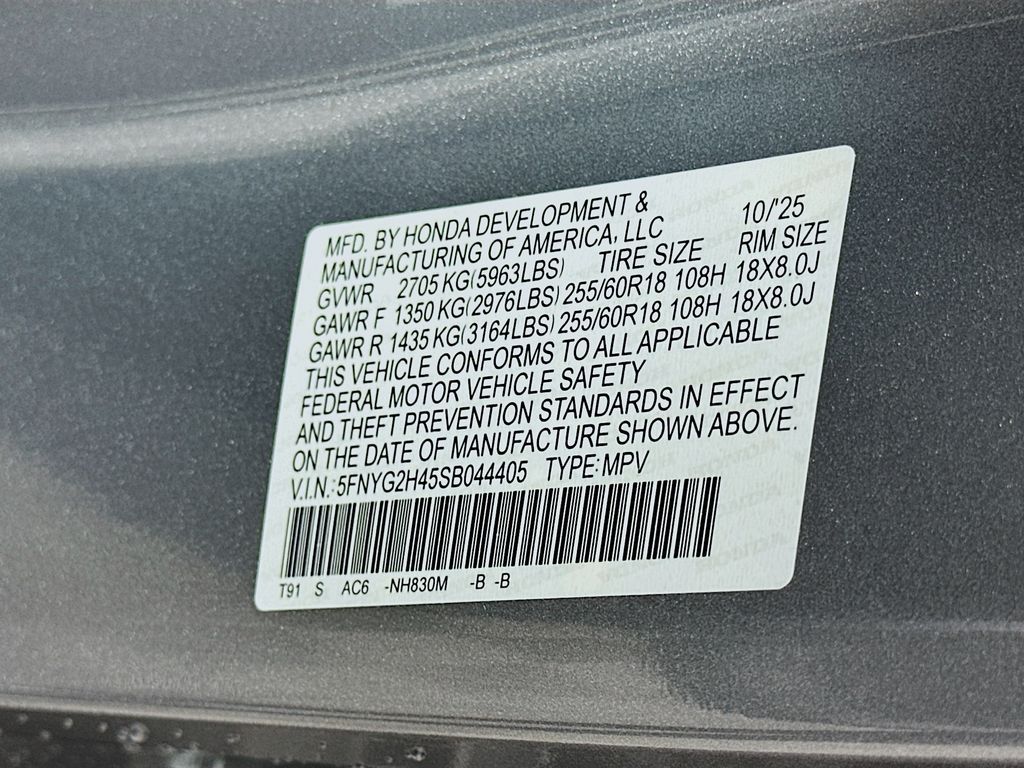 MFD. BY HONDA DEVELOPMENT &
MANUFACTURING OF AMERICA, LLC 10/'25
GVWR 2705 KG(5963LBS) TIRE SIZE RIM SIZE
GAWR F 1350 KG(2976LBS) 255/60R18 108H 18X8.0J
GAWR R 1435 KG(3164LBS) 255/60R18 108H 18X8.0J
THIS VEHICLE CONFORMS TO ALL APPLICABLE
FEDERAL MOTOR VEHICLE SAFETY
AND THEFT PREVENTION STANDARDS IN EFFECT
ON THE DATE OF MANUFACTURE SHOWN ABOVE.
V.I.N.: 5FNYG2H45SB044405 TYPE: MPV
T91 S AC6 -NH830M -B -B